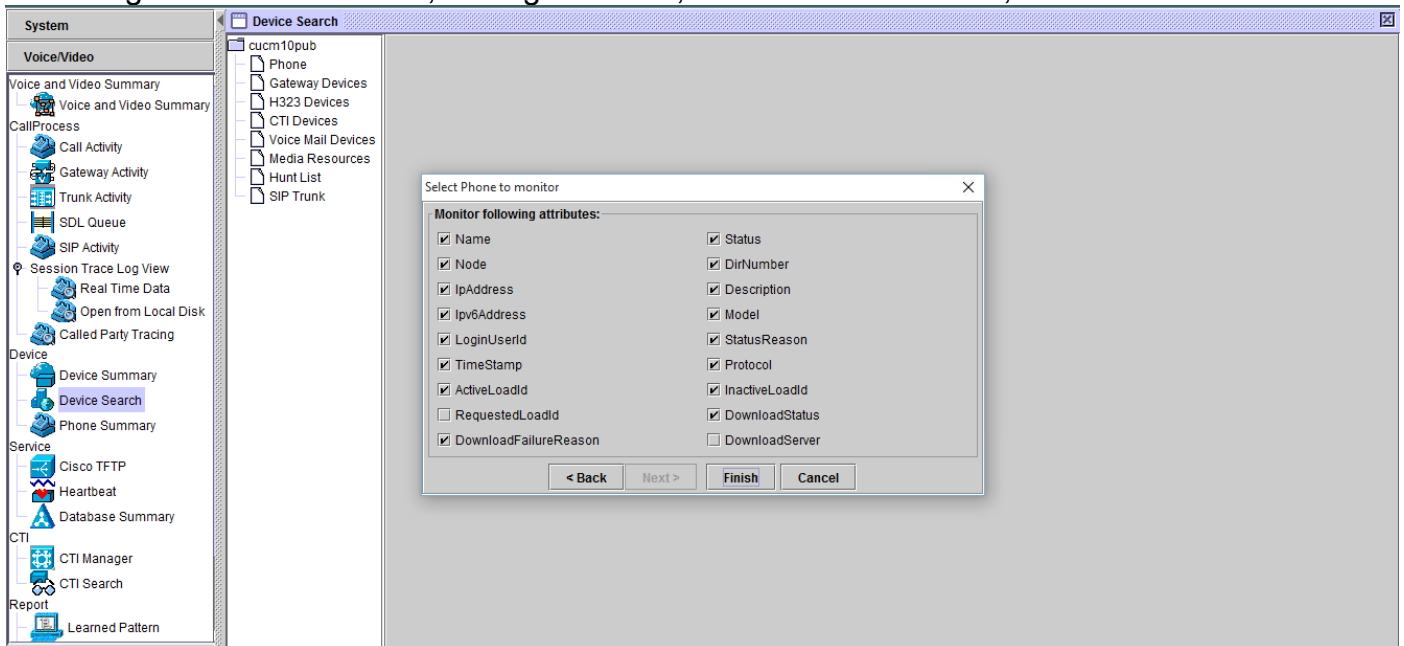 System
Voice/Video
Voice and Video Summary
Voice and Video Summary
CallProcess
Call Activity
Gateway Activity
Trunk Activity
SDL Queue
SIP Activity
Session Trace Log View
Real Time Data
Open from Local Disk
Called Party Tracing
Device
Device Summary
Device Search
Phone Summary
Service
Cisco TFTP
Heartbeat
Database Summary
CTI
CTI Manager
CTI Search
Report
Learned Pattern
Device Search
cucm10pub
Phone
Gateway Devices
H323 Devices
CTI Devices
Voice Mail Devices
Media Resources
Hunt List
SIP Trunk
Select Phone to monitor
Monitor following attributes:
Name Status
Node DirNumber
IpAddress Description
Ipv6Address Model
LoginUserId StatusReason
TimeStamp Protocol
ActiveLoadId InactiveLoadId
RequestedLoadId DownloadStatus
DownloadFailureReason DownloadServer
< Back Next > Finish Cancel